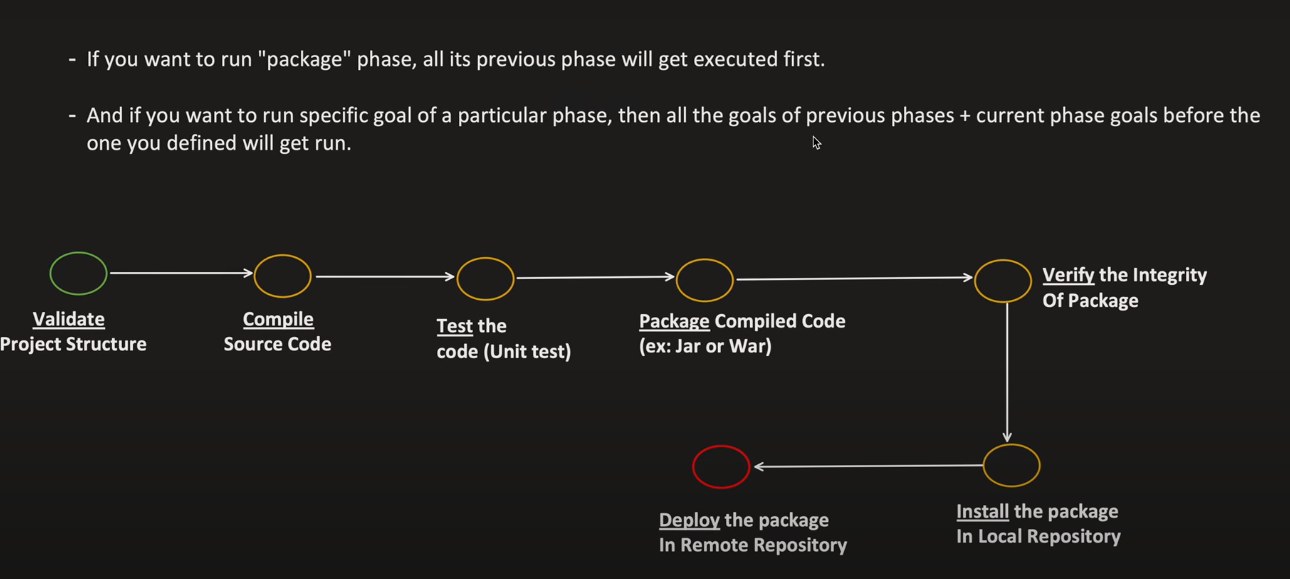 - If you want to run "package" phase, all its previous phase will get executed first.
- And if you want to run specific goal of a particular phase, then all the goals of previous phases + current phase goals before the
one you defined will get run.
Validate
Project Structure
Compile
Source Code
Test the
code (Unit test)
Package Compiled Code
(ex: Jar or War)
Verify the Integrity
Of Package
Deploy the package
In Remote Repository
Install the package
In Local Repository